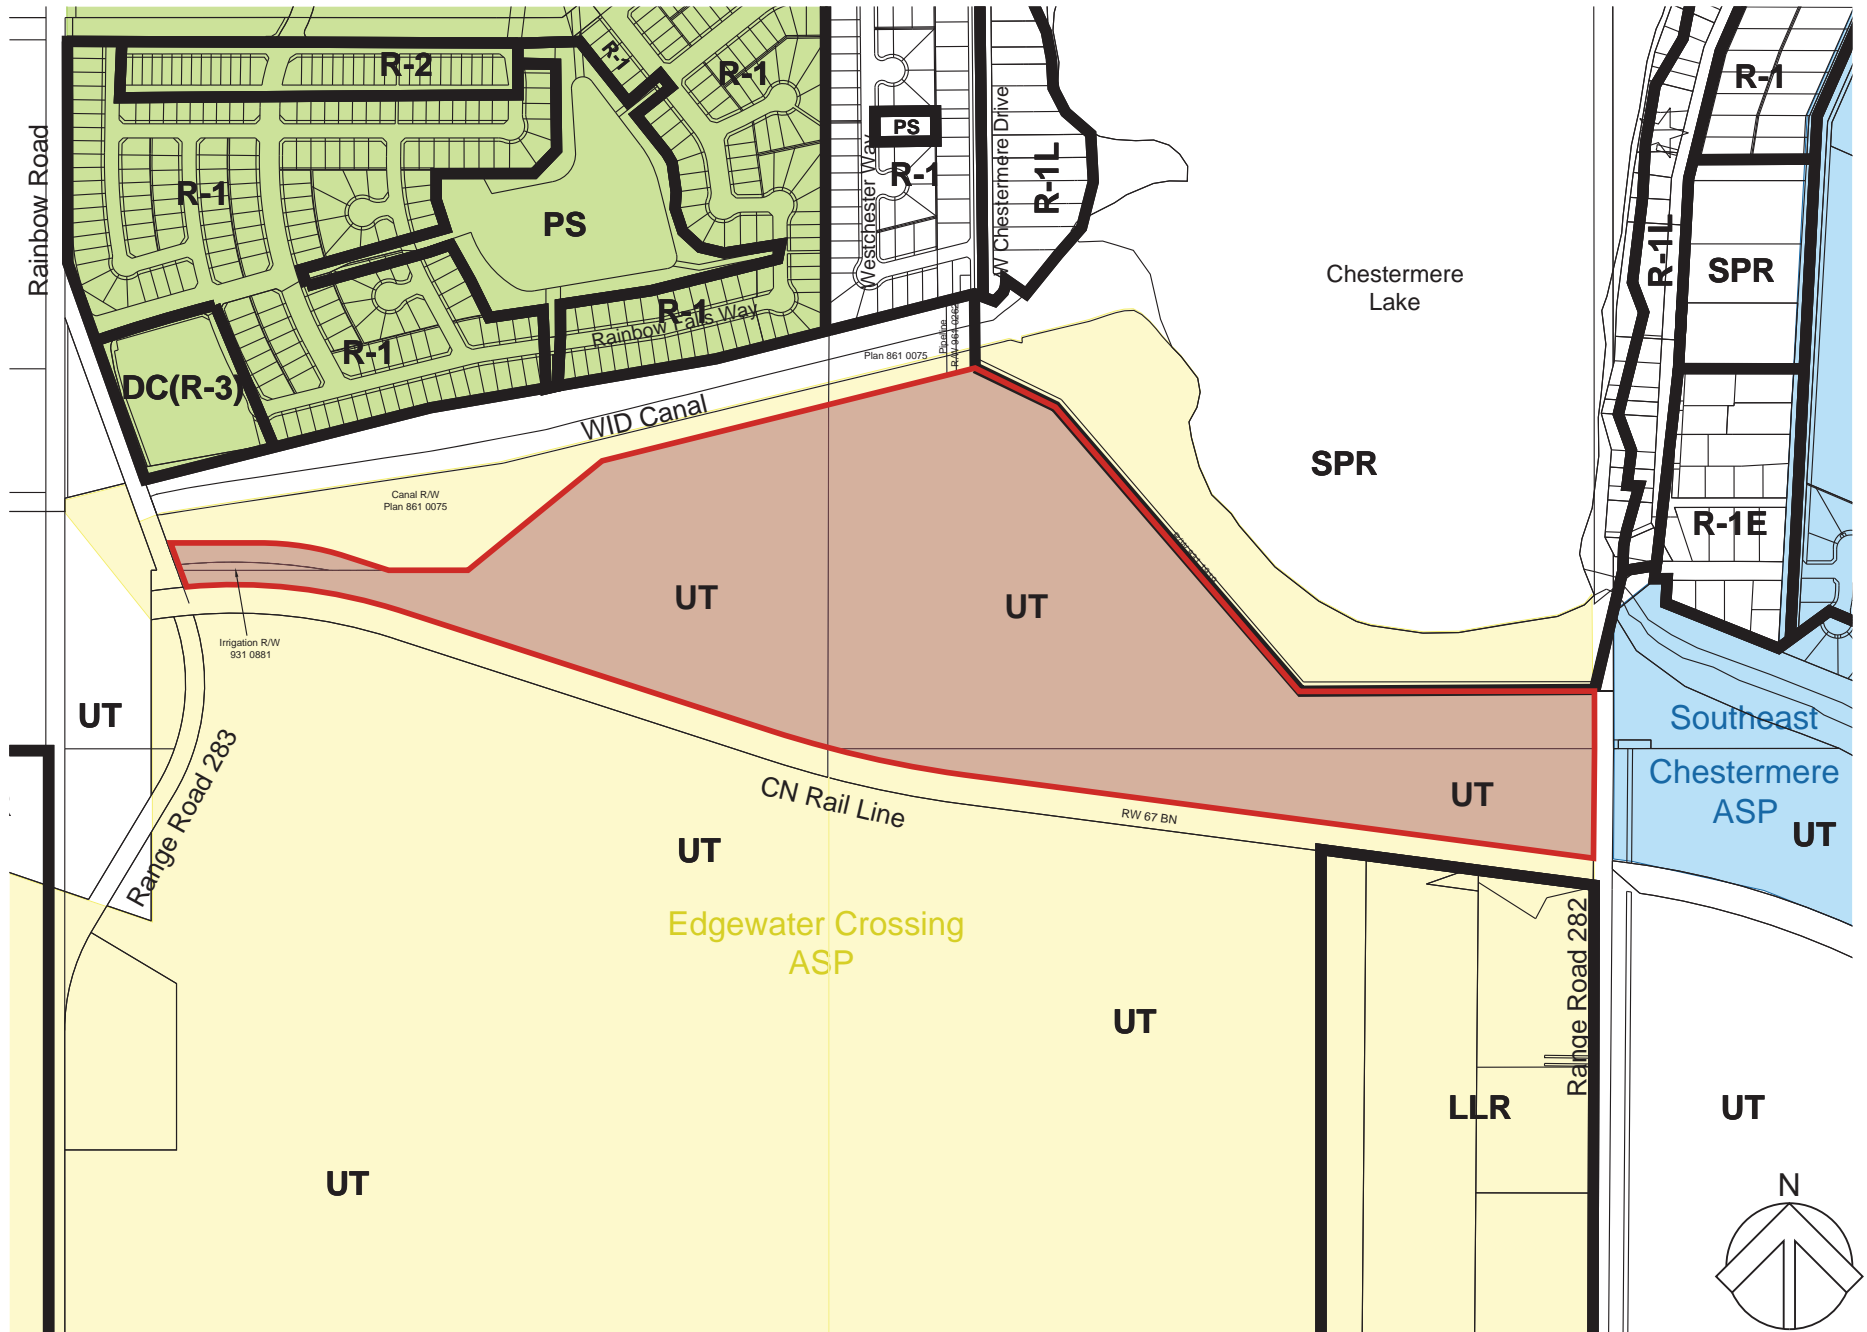 R-2
R-1
R-1
R-1
Rainbow Road
PS
R-1
PS
Westchester Way
R-1
W Chestermere Drive
R-1L
R-1
R-1L
SPR
Chestermere
Lake
R-1
Rainbow Falls Way
R-1
DC(R-3)
Plan 861 0075
Pipeline
WID Canal
SPR
Canal R/W
Plan 861 0075
R-1E
UT
UT
Irrigation R/W
931 0881
UT
Range Road 283
Southeast
Chestermere
ASP
UT
CN Rail Line
RW 67 BN
UT
UT
Edgewater Crossing
ASP
UT
Range Road 282
LLR
UT
UT
N